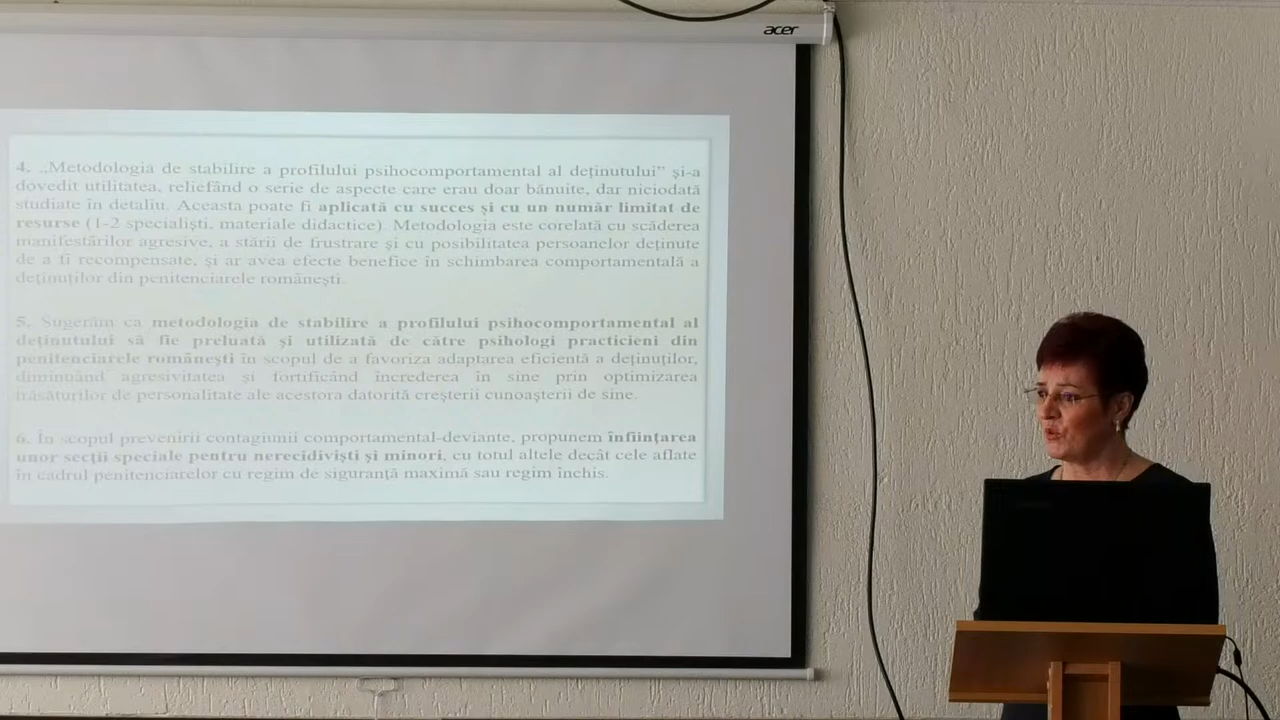 acer
4. „Metodologia de stabilire a profilului psihocomportamental al deținutului” și-a
dovedit utilitatea, reliefând o serie de aspecte care erau doar bănuite, dar niciodată
studiate în detaliu. Aceasta poate fi aplicată cu succes și cu un număr limitat de
resurse (1-2 specialiști, materiale didactice). Metodologia este corelată cu scăderea
manifestărilor agresive, a stării de frustrare și cu posibilitatea persoanelor deținute
de a fi recompensate, și ar avea efecte benefice în schimbarea comportamentală a
deținuților din penitenciarele românești.
5. Sugerăm ca metodologia de stabilire a profilului psihocomportamental al
deținutului să fie preluată și utilizată de către psihologi practicieni din
penitenciarele românești în scopul de a favoriza adaptarea eficientă a deținuților,
diminuând agresivitatea și fortificând încrederea în sine prin optimizarea
trăsăturilor de personalitate ale acestora datorită creșterii cunoașterii de sine.
6. În scopul prevenirii contagiunii comportamental-deviante, propunem înființarea
unor secții speciale pentru nerecidiviști și minori, cu totul altele decât cele aflate
în cadrul penitenciarelor cu regim de siguranță maximă sau regim închis.